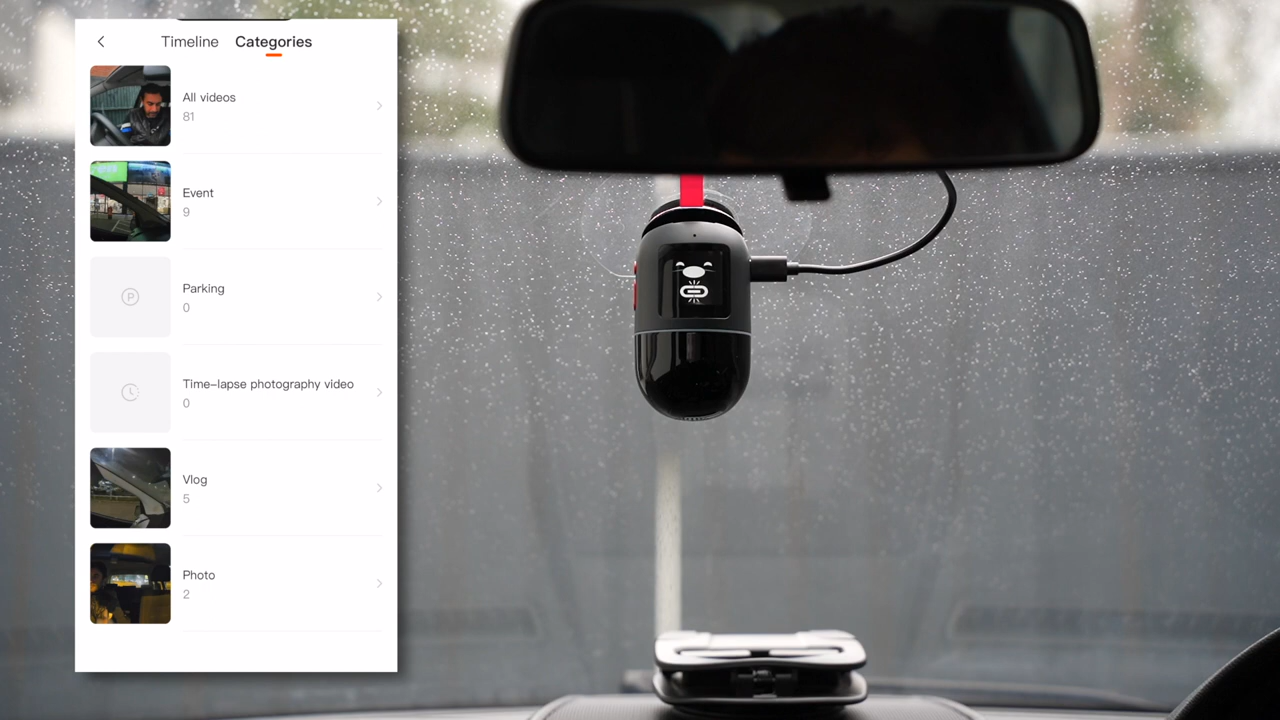 Timeline Categories
All videos
81
Event
9
Parking
P
0
Time-lapse photography video
0
Vlog
5
Photo
2